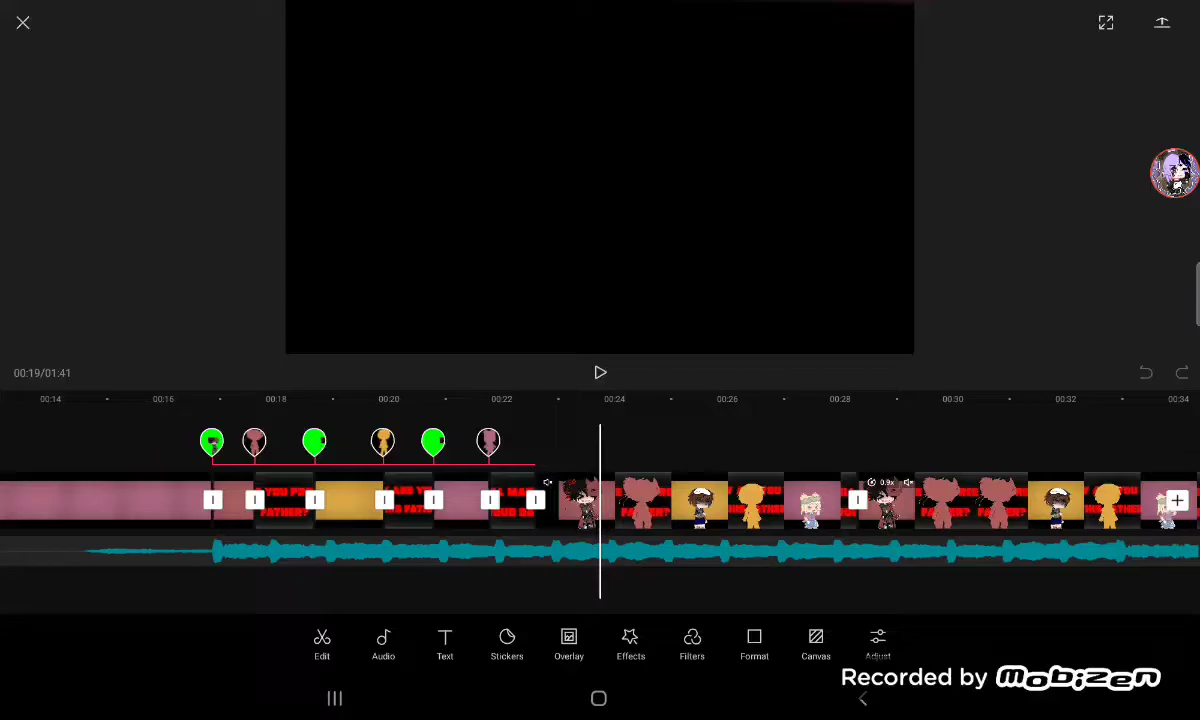 00:19/01:41
00:14
00:16
00:18
00:20
00:22
00:24
00:26
00:28
00:30
00:32
00:34
YOU
FATHER?
0.9x
Edit
Audio
Text
Stickers
Overlay
Effects
Filters
Format
Canvas
Adjust
Recorded by mobizen